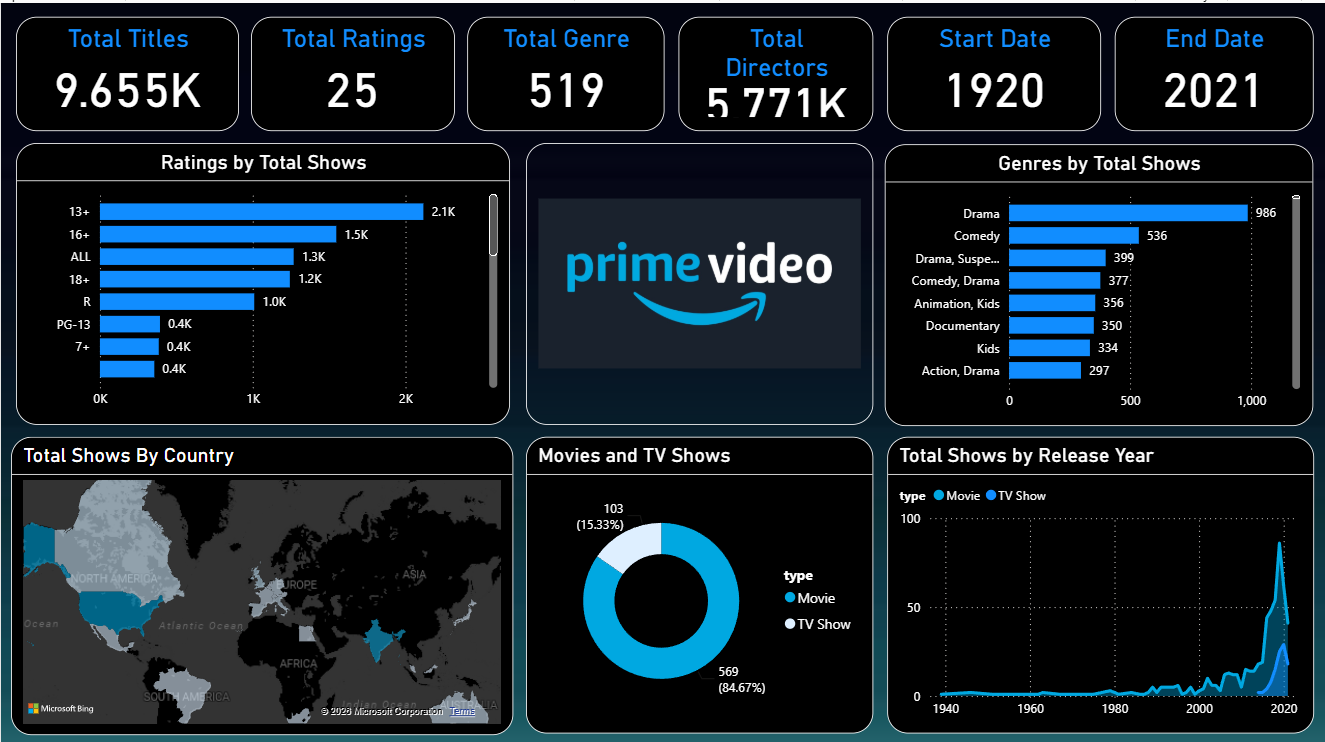 Total Titles
9.655K
Total Ratings
25
Total Genre
519
Total
Directors
5.771K
Start Date
1920
End Date
2021
Ratings by Total Shows
13+
2.1K
16+
1.5K
ALL
1.3K
18+
1.2K
R
1.0K
PG-13
0.4K
7+
0.4K
0.4K
0K
1K
2K
prime video
Genres by Total Shows
Drama
986
Comedy
536
Drama, Suspe...
399
Comedy, Drama
377
Animation, Kids
356
Documentary
350
Kids
334
Action, Drama
297
0
500
1,000
Total Shows By Country
NORTH AMERICA
EUROPE
ASIA
Ocean
Atlantic Ocean
AFRICA
SOUTH AMERICA
Indian Ocean
AUSTRALIA
Microsoft Bing
© 2026 Microsoft Corporation Terms
Movies and TV Shows
103
(15.33%)
569
(84.67%)
type
Movie
TV Show
Total Shows by Release Year
type Movie TV Show
100
50
0
1940
1960
1980
2000
2020